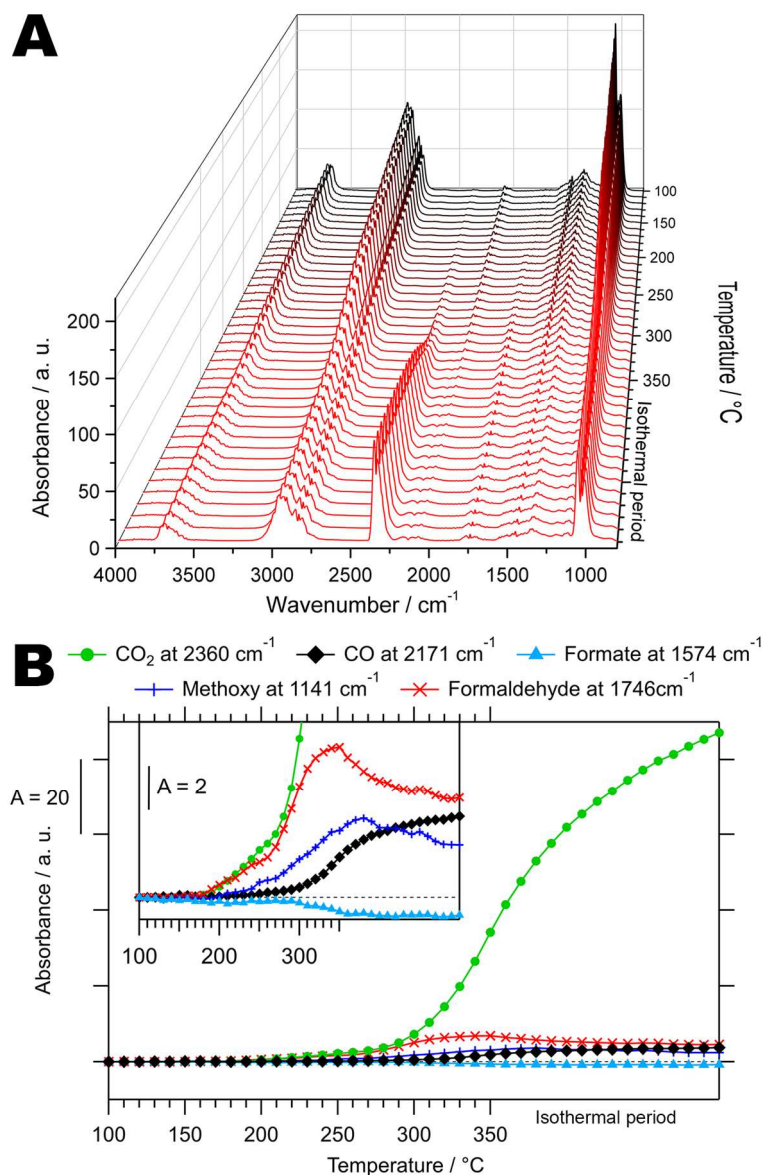 A
Absorbance / a. u.
200
150
100
50
0
4000 3500 3000 2500 2000 1500 1000
Wavenumber / cm⁻¹
100
150
200
250
300
350
Isothermal period
Temperature / °C
B
CO₂ at 2360 cm⁻¹ CO at 2171 cm⁻¹ Formate at 1574 cm⁻¹
Methoxy at 1141 cm⁻¹ Formaldehyde at 1746cm⁻¹
A = 20
Absorbance / a. u.
A = 2
100 200 300
Isothermal period
100 150 200 250 300 350
Temperature / °C